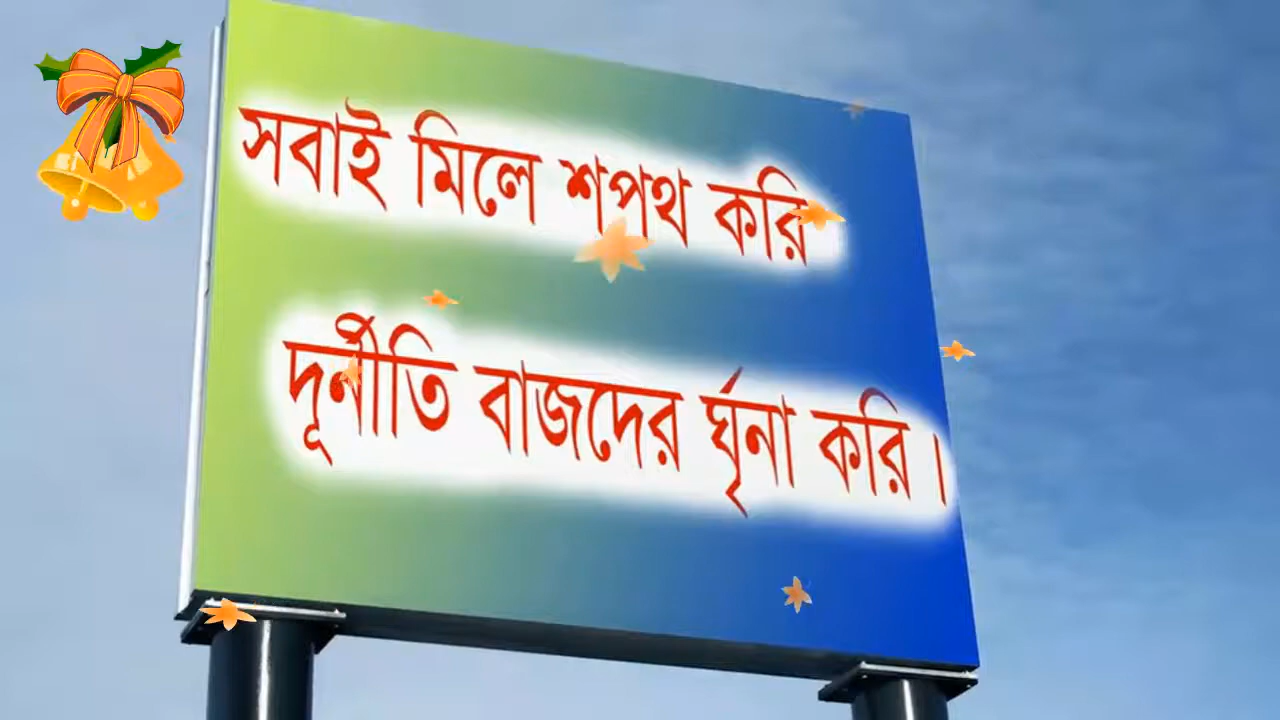 সবাই মিলে শপথ করি
দূর্নীতি বাজদের র্ঘৃনা করি।